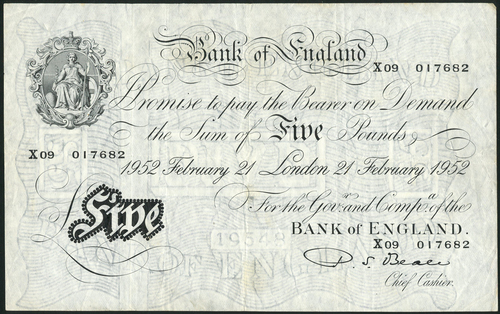 Bank of England
X09 017682
Promise to pay the Bearer on Demand
the Sum of Five Pounds
X09 017682
1952 February 21 London 21 February 1952
For the Govr. and Compa. of the
BANK of ENGLAND.
£Five
X09 017682
P. S. Beale
Chief Cashier.